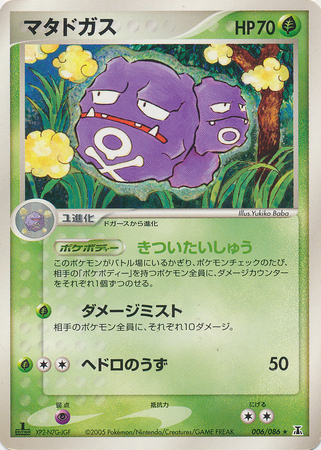 マタドガス HP70
Illus.Yukiko Baba
1進化 ドガースから進化
ポケボディー きついたいしゅう
このポケモンがバトル場にいるかぎり、ポケモンチェックのたび、
相手の「ポケボディー」を持つポケモン全員に、ダメージカウンター
をそれぞれ1個ずつのせる。
ダメージミスト
相手のポケモン全員に、それぞれ10ダメージ。
ヘドロのうず 50
弱点 抵抗力 にげる
©2005 Pokémon/Nintendo/Creatures/GAME FREAK. 006/086 ★